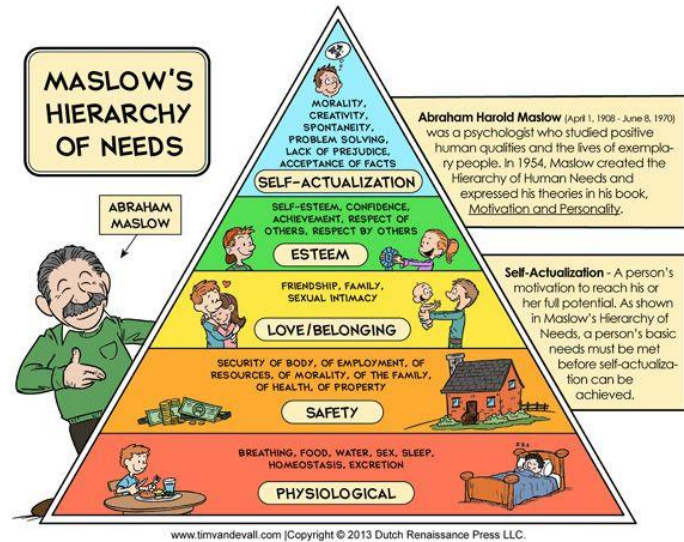 MASLOW'S
HIERARCHY
OF NEEDS
ABRAHAM
MASLOW
MORALITY,
CREATIVITY,
SPONTANEITY,
PROBLEM SOLVING,
LACK OF PREJUDICE,
ACCEPTANCE OF FACTS
SELF-ACTUALIZATION
SELF-ESTEEM, CONFIDENCE,
ACHIEVEMENT, RESPECT OF
OTHERS, RESPECT BY OTHERS
ESTEEM
FRIENDSHIP, FAMILY,
SEXUAL INTIMACY
LOVE/BELONGING
SECURITY OF BODY, OF EMPLOYMENT, OF
RESOURCES, OF MORALITY, OF THE FAMILY,
OF HEALTH, OF PROPERTY
SAFETY
BREATHING, FOOD, WATER, SEX, SLEEP,
HOMEOSTASIS, EXCRETION
PHYSIOLOGICAL
zzz
Abraham Harold Maslow (April 1, 1908 - June 8, 1970)
was a psychologist who studied positive
human qualities and the lives of exempla-
ry people. In 1954, Maslow created the
Hierarchy of Human Needs and
expressed his theories in his book,
Motivation and Personality.
Self-Actualization - A person's
motivation to reach his or
her full potential. As shown
in Maslow's Hierarchy of
Needs, a person's basic
needs must be met
before self-actualiza-
tion can be
achieved.
www.timvandevall.com |Copyright © 2013 Dutch Renaissance Press LLC.